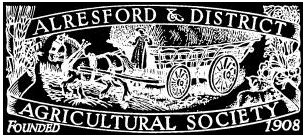 ALRESFORD & DISTRICT
AGRICULTURAL SOCIETY
FOUNDED 1908